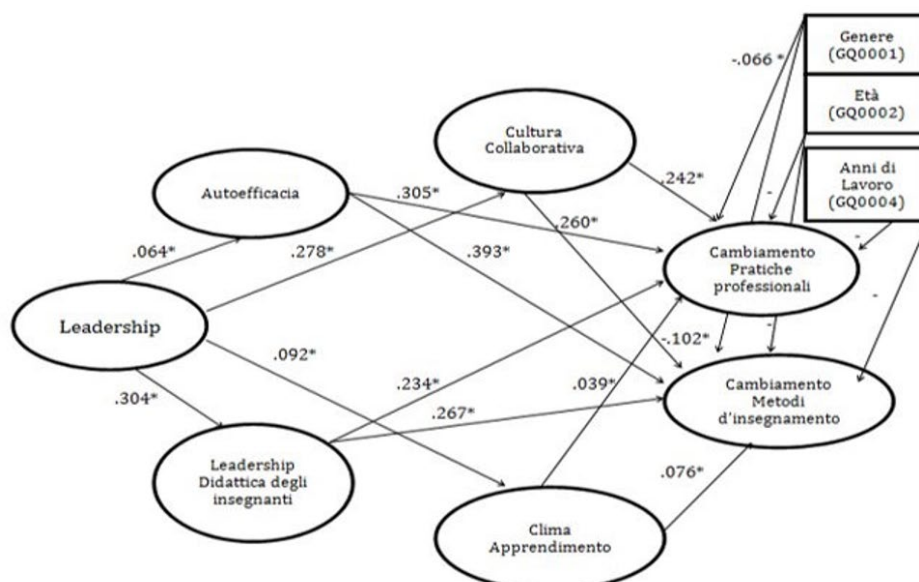 Genere
(GQ0001)
-.066 *
Età
(GQ0002)
Cultura
Collaborativa
Anni di
Lavoro
(GQ0004)
.242*
-
Autoefficacia
.305*
.260*
-
.064*
.278*
.393*
Cambiamento
Pratiche
professionali
-
Leadership
-
-.102*
.092*
.234*
.039*
Cambiamento
Metodi
d'insegnamento
.304*
.267*
Leadership
Didattica degli
insegnanti
.076*
Clima
Apprendimento